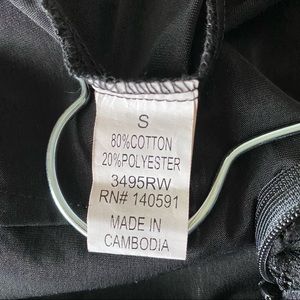 S
80%COTTON
20%POLYESTER
3495RW
RN# 140591
MADE IN
CAMBODIA